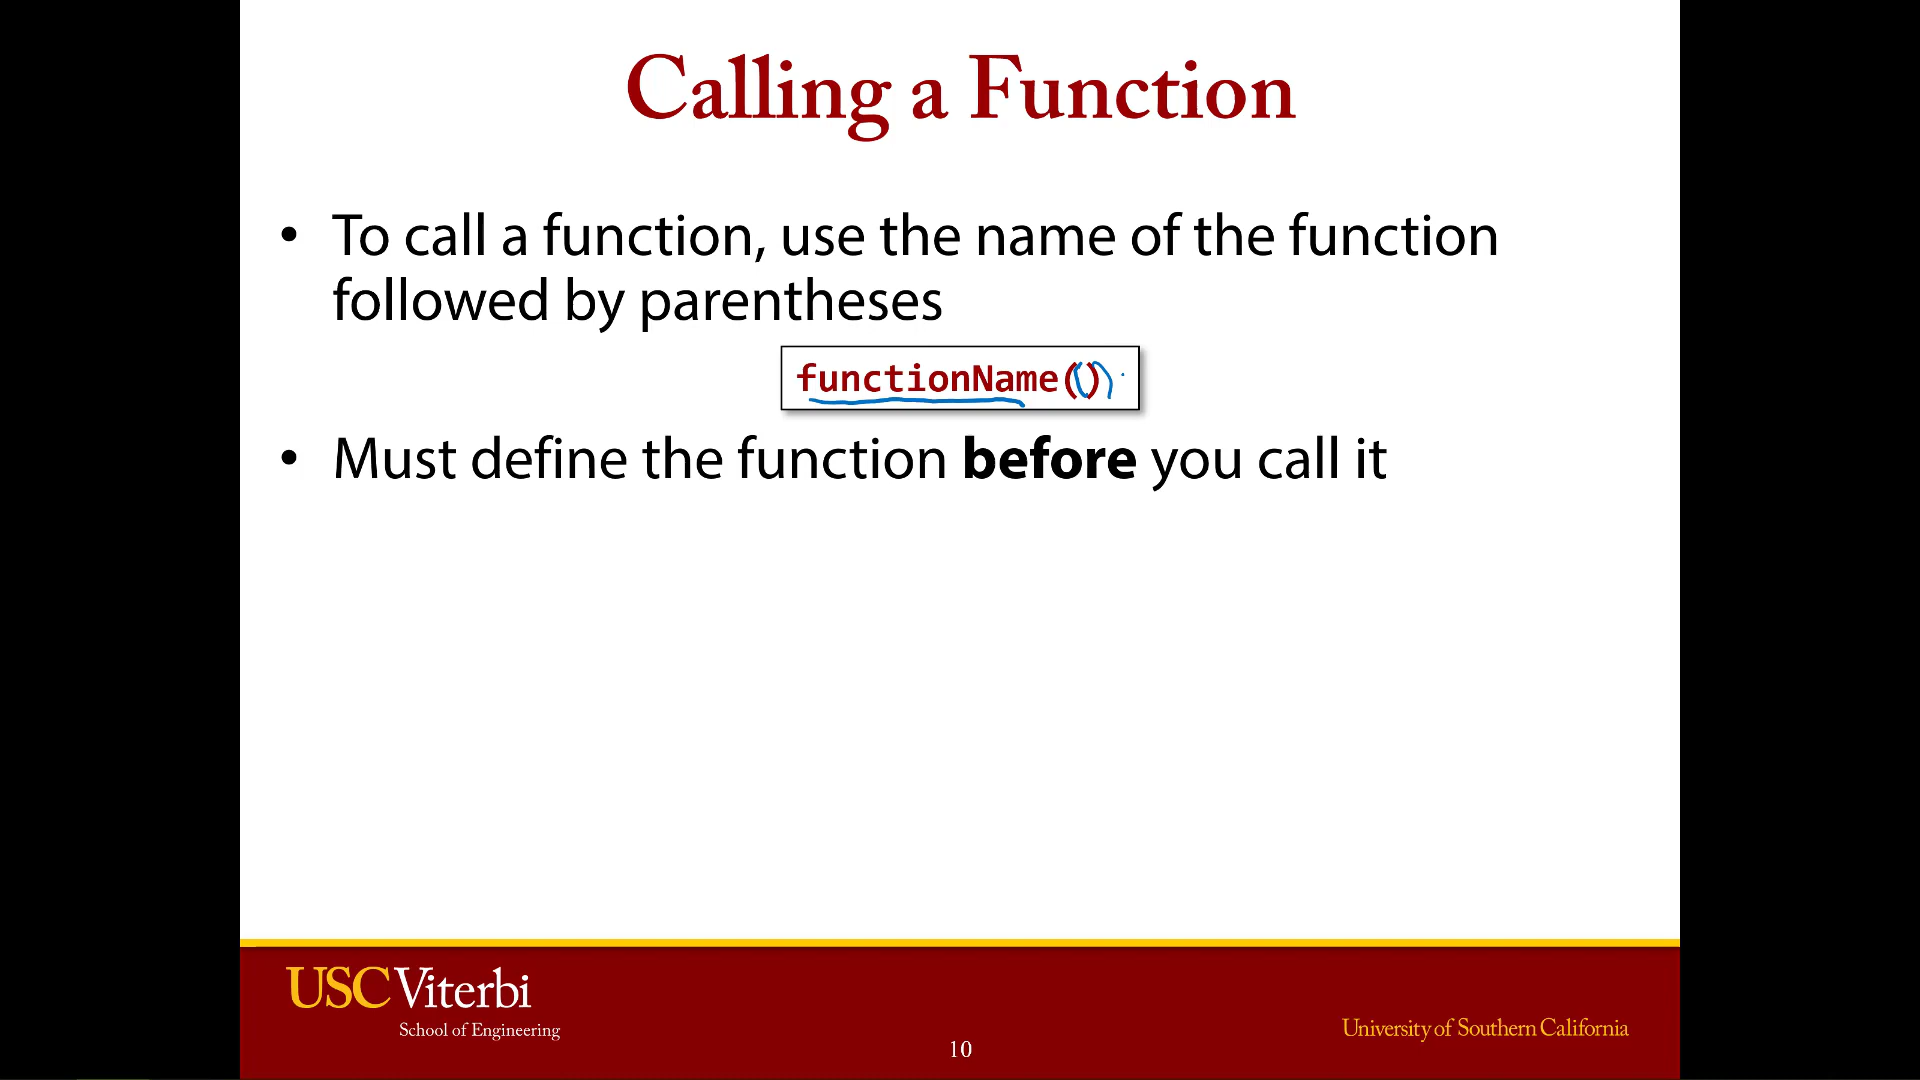 Calling a Function
• To call a function, use the name of the function
followed by parentheses
functionName()
• Must define the function before you call it
USC Viterbi
School of Engineering
University of Southern California
10